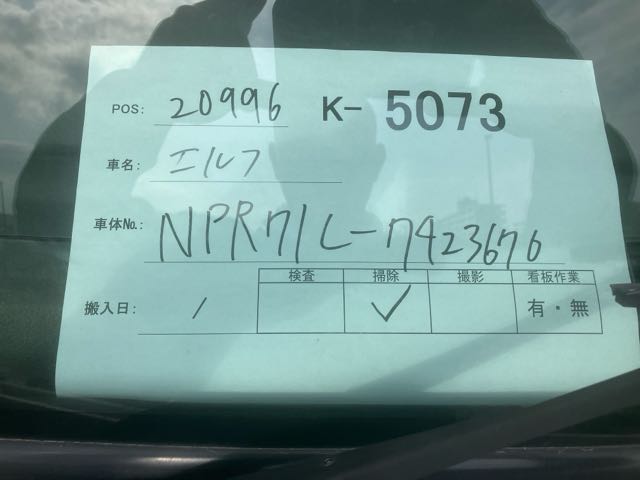 POS: 20996 K-5073
車名: エルフ
車体No.: NPR71L-7423676
検査 掃除 撮影 看板作業
搬入日: / ✓ 有・無